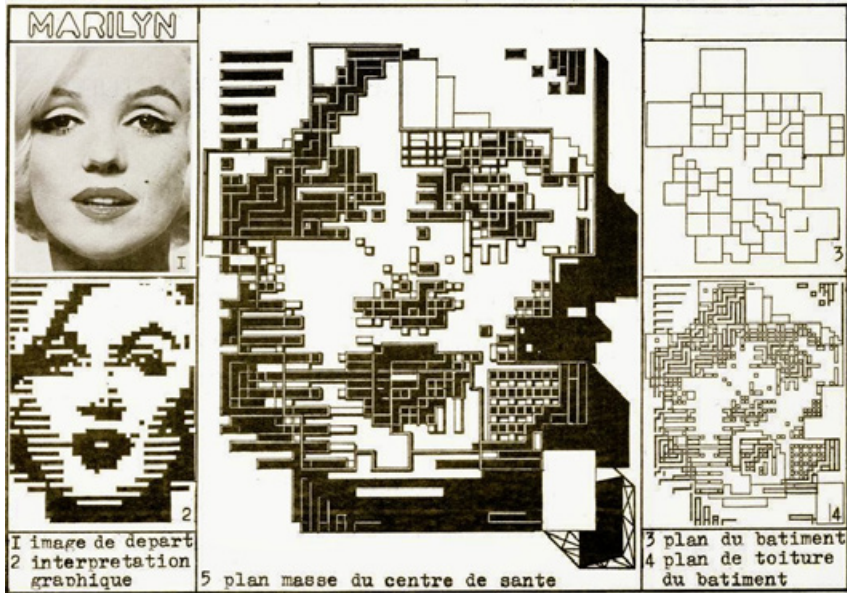 MARILYN
I
2
3
4
I image de depart
2 interpretation
graphique
5 plan masse du centre de sante
3 plan du batiment
4 plan de toiture
du batiment